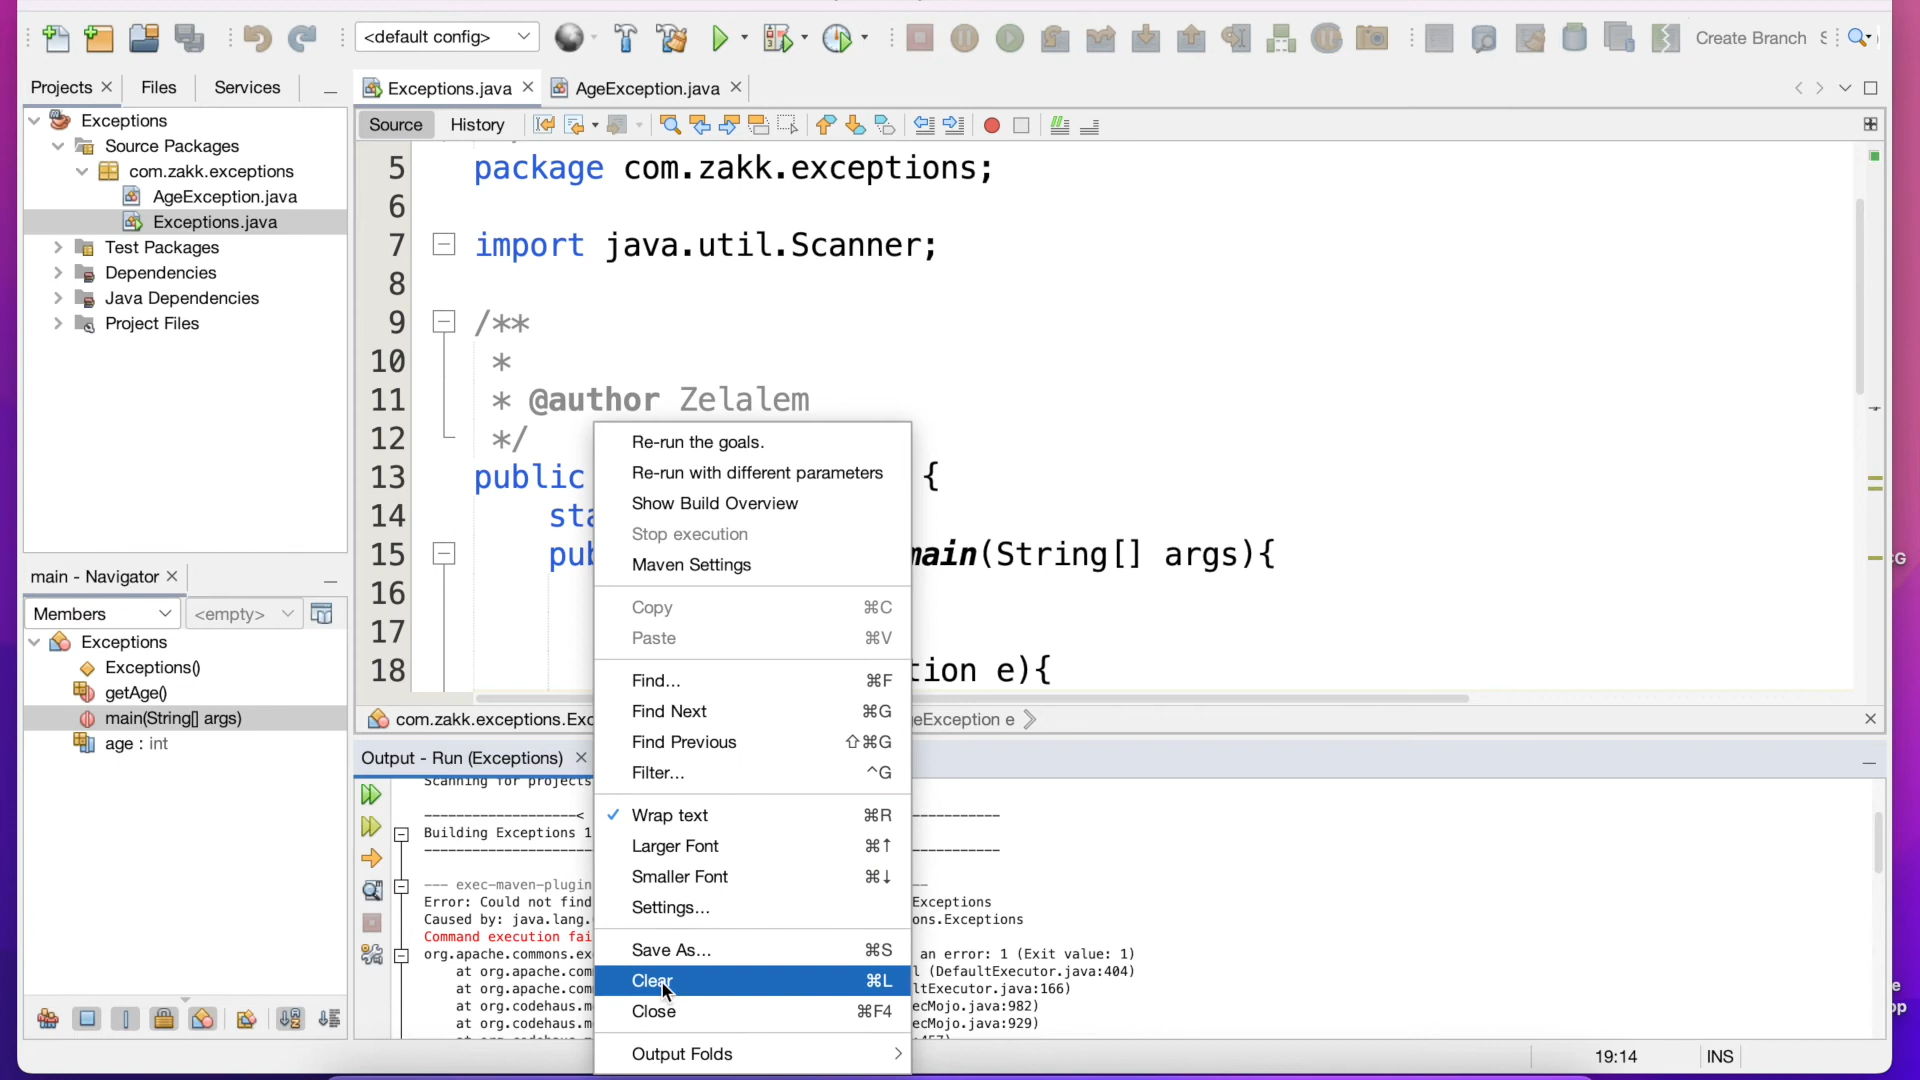 <default config>
Create Branch
Projects
Files
Services
Exceptions.java
AgeException.java
Source
History
Exceptions
Source Packages
com.zakk.exceptions
AgeException.java
Exceptions.java
Test Packages
Dependencies
Java Dependencies
Project Files
5 package com.zakk.exceptions;
6
7 import java.util.Scanner;
8
9 /**
10 *
11 * @author Zelalem
12 */
13 public {
14 sta
15 pub main(String[] args){
16
17
18 tion e){
com.zakk.exceptions.Exc eException e
main - Navigator
Members
<empty>
Exceptions
Exceptions()
getAge()
main(String[] args)
age : int
Re-run the goals.
Re-run with different parameters
Show Build Overview
Stop execution
Maven Settings
Copy ⌘C
Paste ⌘V
Find... ⌘F
Find Next ⌘G
Find Previous ⇧⌘G
Filter... ^G
✓ Wrap text ⌘R
Larger Font ⌘↑
Smaller Font ⌘↓
Settings...
Save As... ⌘S
Clear ⌘L
Close ⌘F4
Output Folds
Output - Run (Exceptions)
Scanning for projects
-------------------< -----------
Building Exceptions 1
--- exec-maven-plugin --
Error: Could not find Exceptions
Caused by: java.lang. ons.Exceptions
Command execution fai
org.apache.commons.ex an error: 1 (Exit value: 1)
at org.apache.com l (DefaultExecutor.java:404)
at org.apache.com ltExecutor.java:166)
at org.codehaus.m ecMojo.java:982)
at org.codehaus.m ecMojo.java:929)
19:14
INS